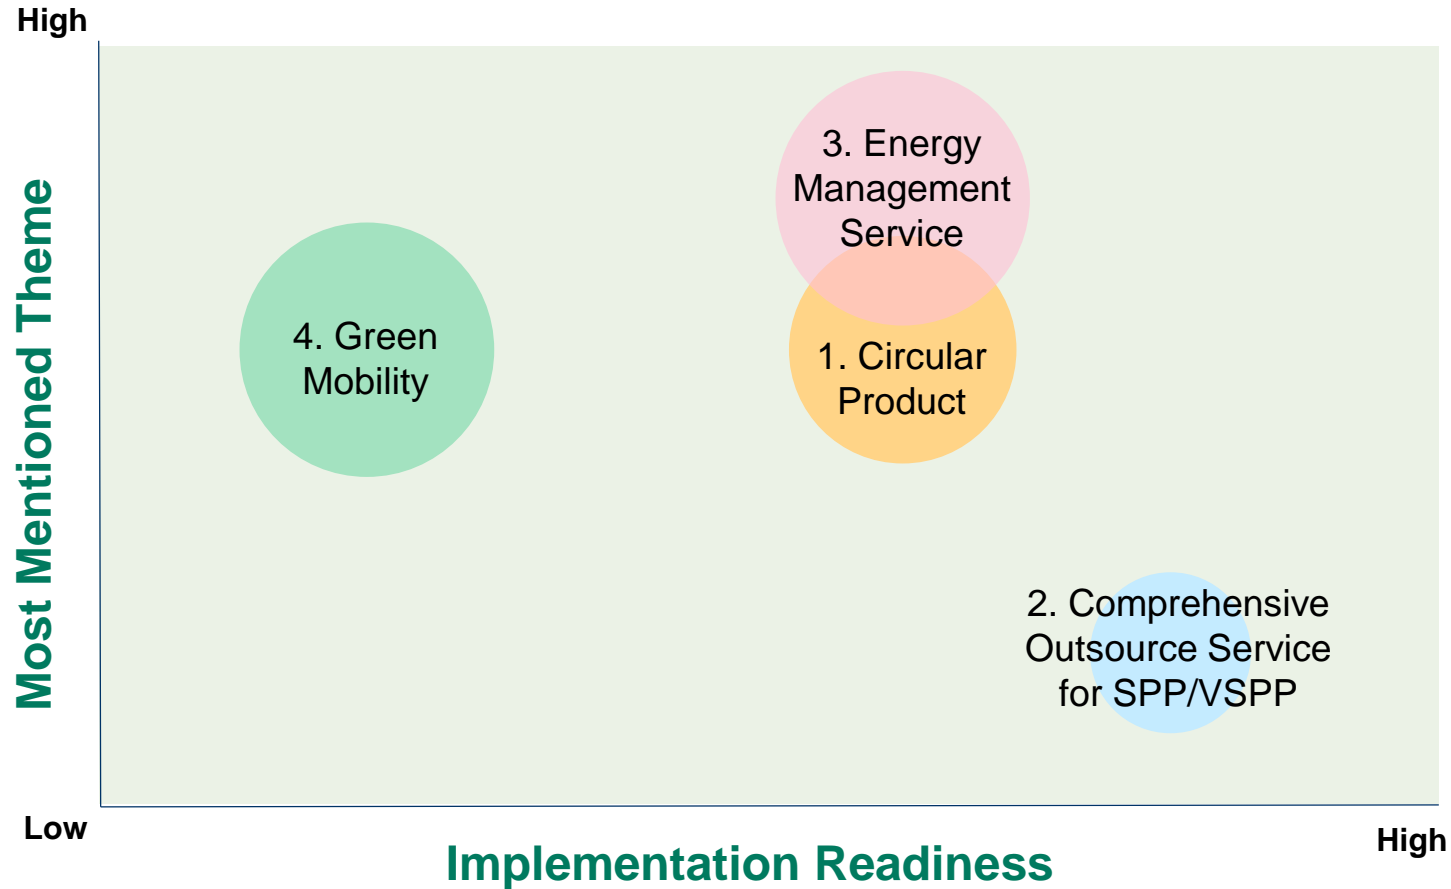 High
Most Mentioned Theme
3. Energy
Management
Service
4. Green
Mobility
1. Circular
Product
2. Comprehensive
Outsource Service
for SPP/VSPP
Low
High
Implementation Readiness